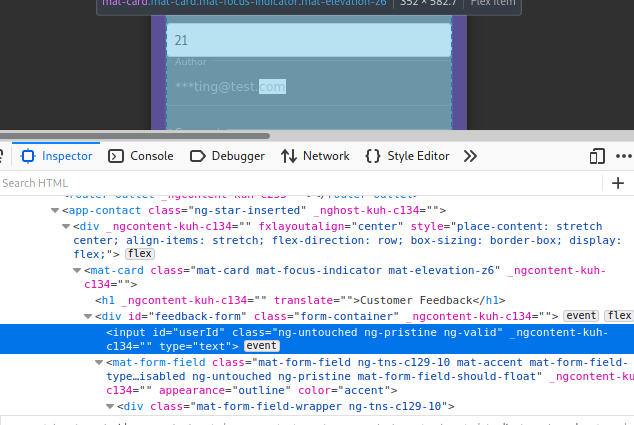 mat-card.mat-card.mat-focus-indicator.mat-elevation-z6 | 352 × 582.7 | Flex Item
21
Author
***ting@test.com
Inspector Console Debugger Network Style Editor
Search HTML
<app-contact class="ng-star-inserted" _nghost-kuh-c134="">
<div _ngcontent-kuh-c134="" fxlayoutalign="center" style="place-content: stretch
center; align-items: stretch; flex-direction: row; box-sizing: border-box; display:
flex;"> flex
<mat-card class="mat-card mat-focus-indicator mat-elevation-z6" _ngcontent-kuh-
c134="">
<h1 _ngcontent-kuh-c134="" translate="">Customer Feedback</h1>
<div id="feedback-form" class="form-container" _ngcontent-kuh-c134=""> event flex
<input id="userId" class="ng-untouched ng-pristine ng-valid" _ngcontent-kuh-
c134="" type="text"> event
<mat-form-field class="mat-form-field ng-tns-c129-10 mat-accent mat-form-field-
type…isabled ng-untouched ng-pristine mat-form-field-should-float" _ngcontent-kuh-
c134="" appearance="outline" color="accent">
<div class="mat-form-field-wrapper ng-tns-c129-10">